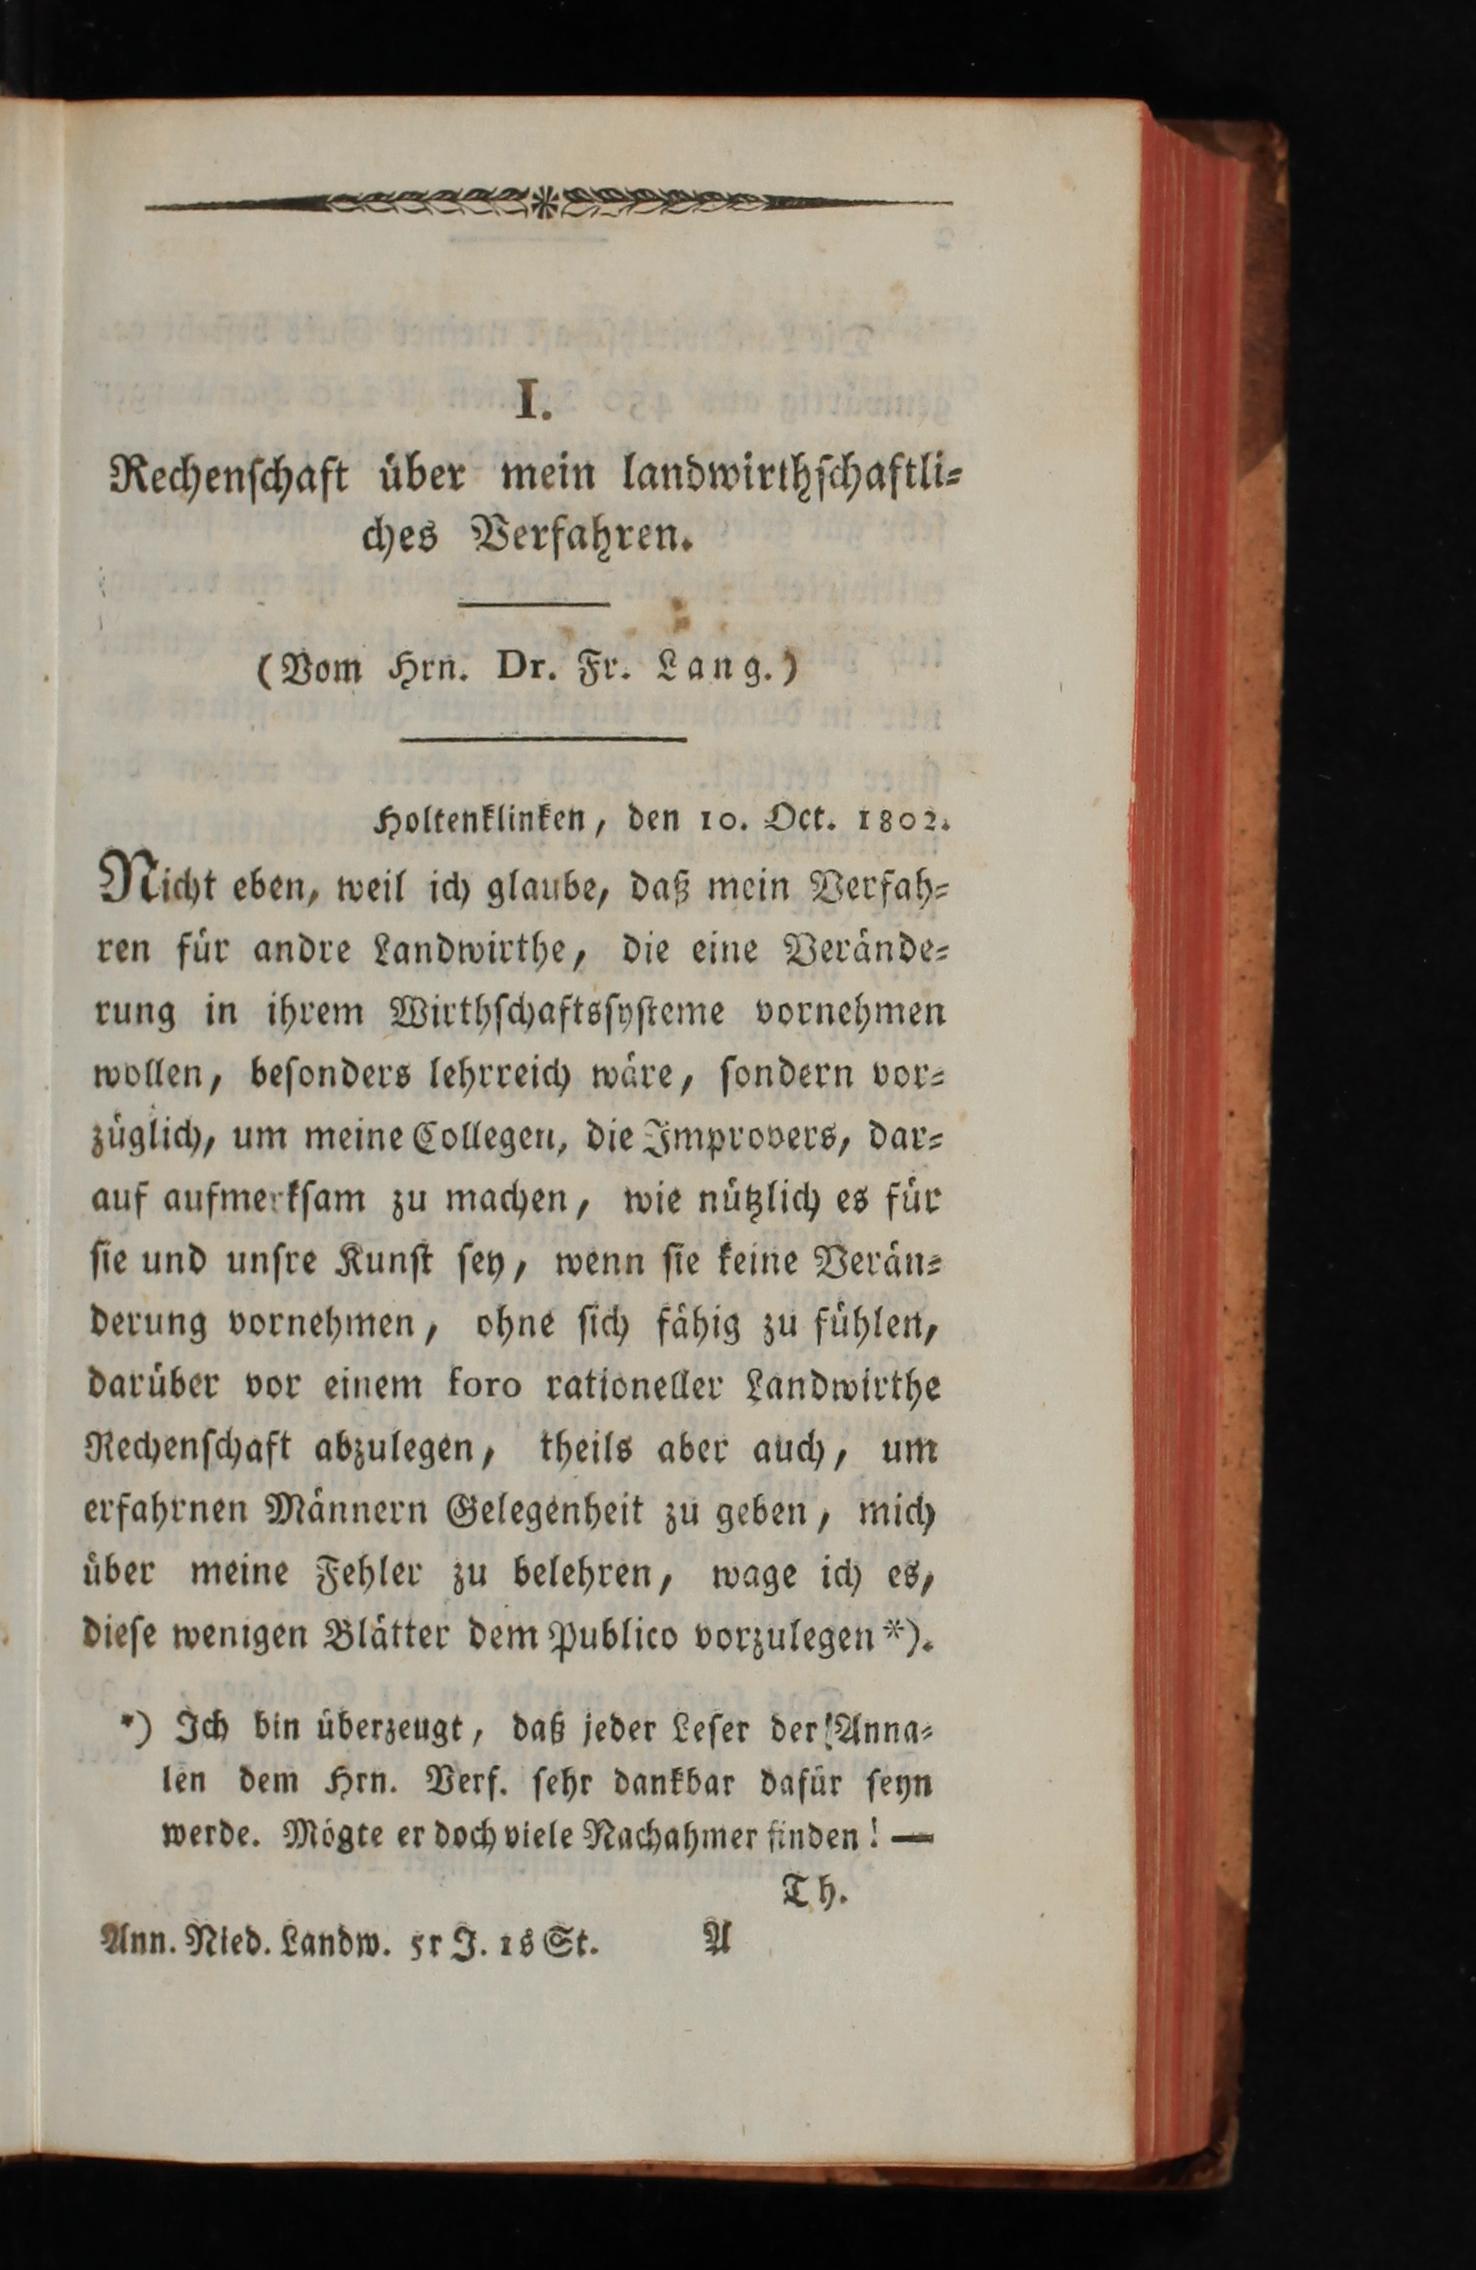 I.
Rechenſchaft über mein landwirthſchaftli⸗
ches Verfahren.
(Vom Hrn. Dr. Fr. Lang.)
Holtenklinken, den 10. Oct. 1802.
Nicht eben, weil ich glaube, daß mein Verfah⸗
ren für andre Landwirthe, die eine Verände⸗
rung in ihrem Wirthſchaftsſyſteme vornehmen
wollen, beſonders lehrreich wäre, ſondern vor⸗
züglich, um meine Collegen, die Improvers, dar⸗
auf aufmerkſam zu machen, wie nützlich es für
ſie und unſre Kunſt ſey, wenn ſie keine Verän⸗
derung vornehmen, ohne ſich fähig zu fühlen,
darüber vor einem foro rationeller Landwirthe
Rechenſchaft abzulegen, theils aber auch, um
erfahrnen Männern Gelegenheit zu geben, mich
über meine Fehler zu belehren, wage ich es,
dieſe wenigen Blätter dem Publico vorzulegen *).
*) Ich bin überzeugt, daß jeder Leſer der Anna⸗
len dem Hrn. Verf. ſehr dankbar dafür ſeyn
werde. Mögte er doch viele Nachahmer finden! —
Th.
Ann. Nied. Landw. 5r J. 1s St. A